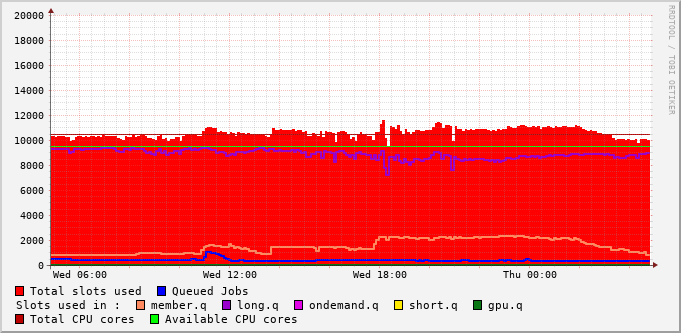 20000
18000
16000
14000
12000
10000
8000
6000
4000
2000
0
Wed 06:00 Wed 12:00 Wed 18:00 Thu 00:00
RRDTOOL / TOBI OETIKER
Total slots used Queued Jobs
Slots used in : member.q long.q ondemand.q short.q gpu.q
Total CPU cores Available CPU cores